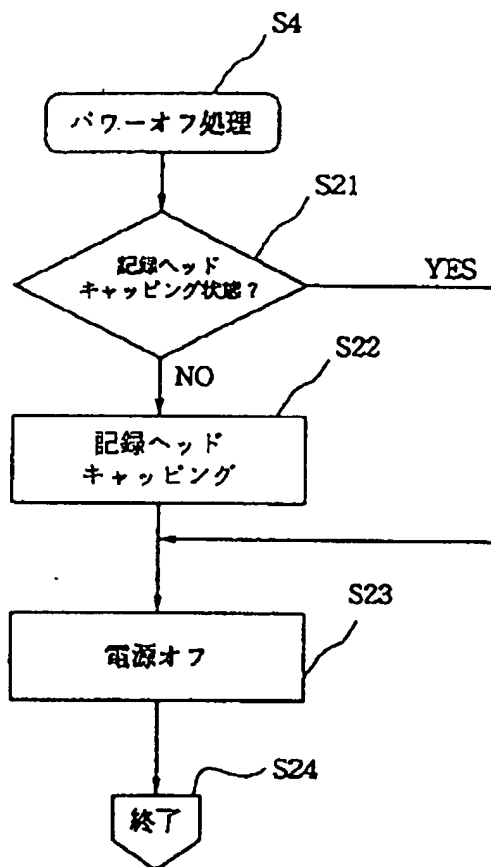 S4
パワーオフ処理
S21
記録ヘッド
キャッピング状態?
YES
NO
S22
記録ヘッド
キャッピング
S23
電源オフ
S24
終了